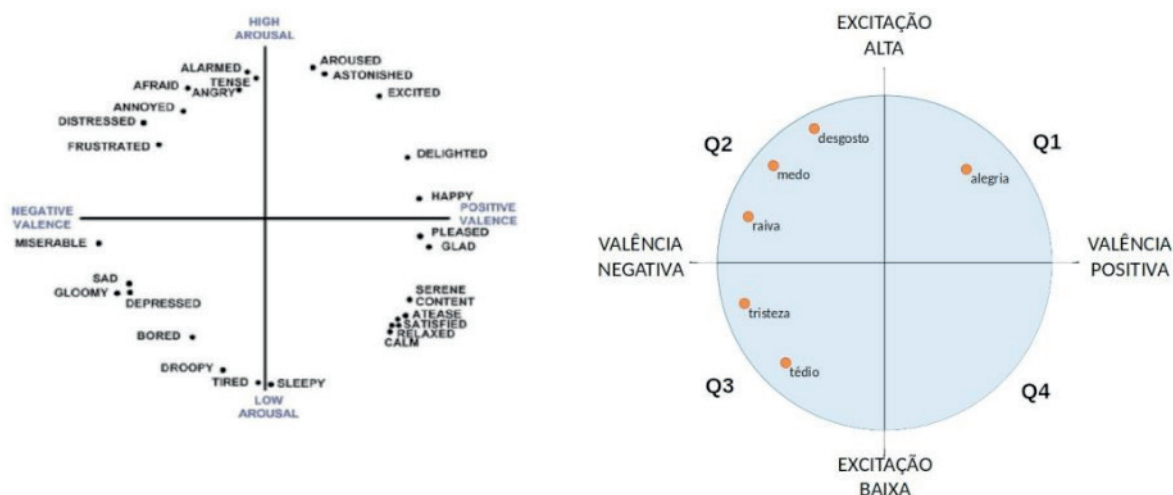 HIGH
AROUSAL
ALARMED
TENSE
AFRAID
ANGRY
ANNOYED
DISTRESSED
FRUSTRATED
AROUSED
ASTONISHED
EXCITED
DELIGHTED
HAPPY
NEGATIVE
VALENCE
POSITIVE
VALENCE
MISERABLE
PLEASED
GLAD
SAD
GLOOMY
DEPRESSED
BORED
DROOPY
TIRED
SLEEPY
SERENE
CONTENT
ATEASE
SATISFIED
RELAXED
CALM
LOW
AROUSAL
EXCITAÇÃO
ALTA
Q2
Q1
desgosto
medo
alegria
raiva
VALÊNCIA
NEGATIVA
VALÊNCIA
POSITIVA
tristeza
tédio
Q3
Q4
EXCITAÇÃO
BAIXA